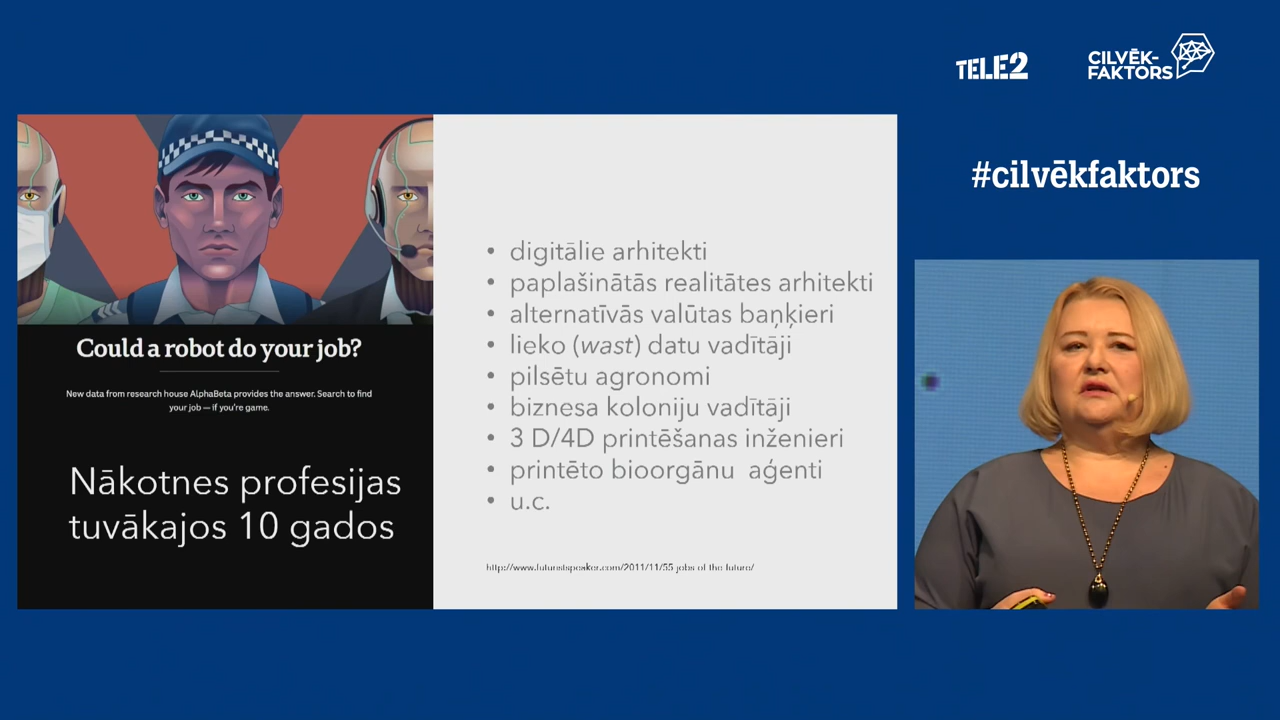 TELE2
CILVĒK-
FAKTORS
#cilvēkfaktors
Could a robot do your job?
New data from research house AlphaBeta provides the answer. Search to find
your job — if you're game.
Nākotnes profesijas
tuvākajos 10 gados
• digitālie arhitekti
• paplašinātās realitātes arhitekti
• alternatīvās valūtas baņķieri
• lieko (wast) datu vadītāji
• pilsētu agronomi
• biznesa koloniju vadītāji
• 3 D/4D printēšanas inženieri
• printēto bioorgānu aģenti
• u.c.
http://www.futuristspeaker.com/2011/11/55-jobs-of-the-future/